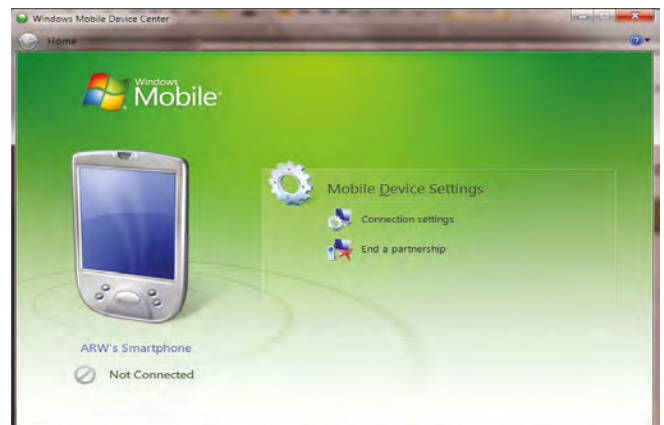 Windows Mobile Device Center
Home
Windows
Mobile
Mobile Device Settings
Connection settings
End a partnership
ARW's Smartphone
Not Connected